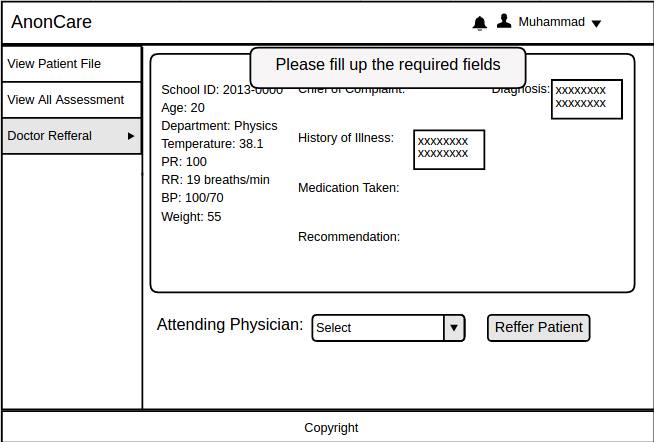 AnonCare
Muhammad
View Patient File
View All Assessment
Doctor Refferal
Please fill up the required fields
School ID: 2013-0000
Age: 20
Department: Physics
Temperature: 38.1
PR: 100
RR: 19 breaths/min
BP: 100/70
Weight: 55
Chief of Complaint:
History of Illness:
xxxxxxxx
xxxxxxxx
Medication Taken:
Recommendation:
Diagnosis:
xxxxxxxx
xxxxxxxx
Attending Physician:
Select
Reffer Patient
Copyright